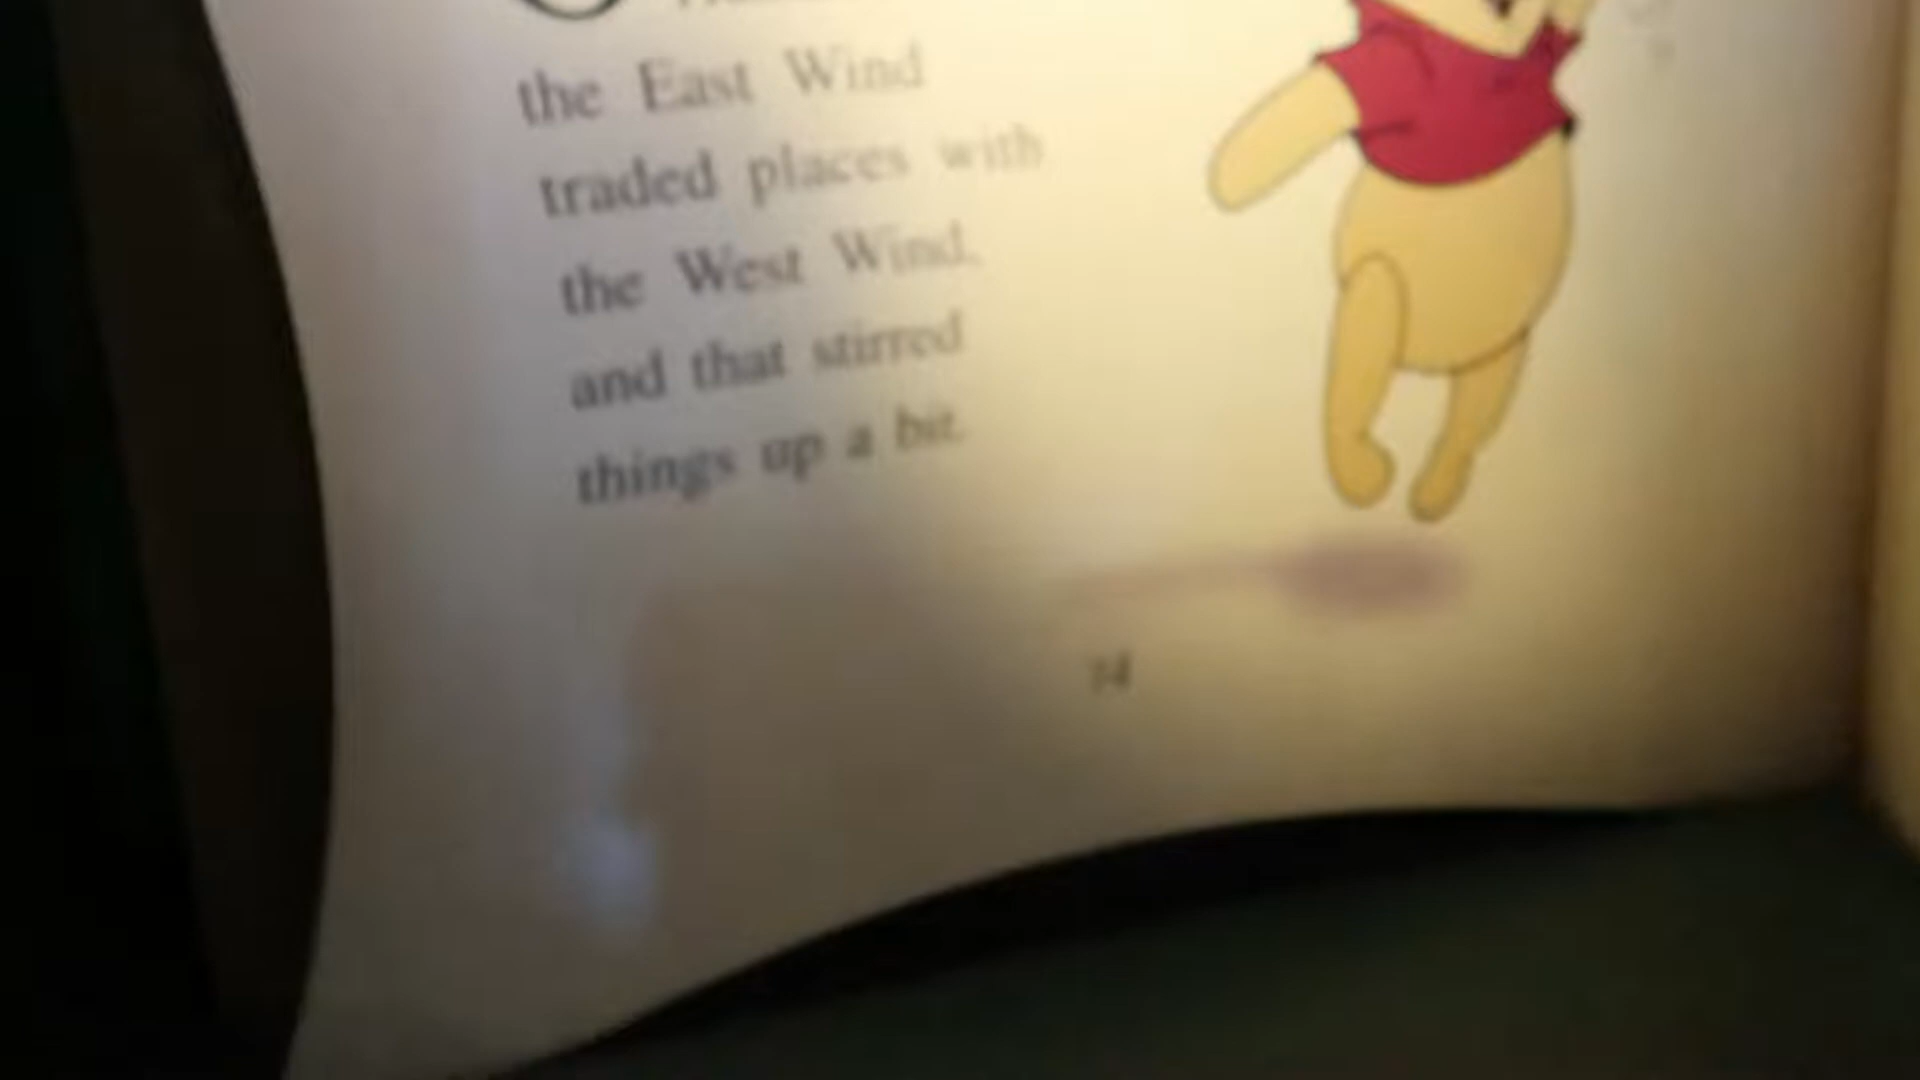 the East Wind
traded places with
the West Wind,
and that stirred
things up a bit.
14